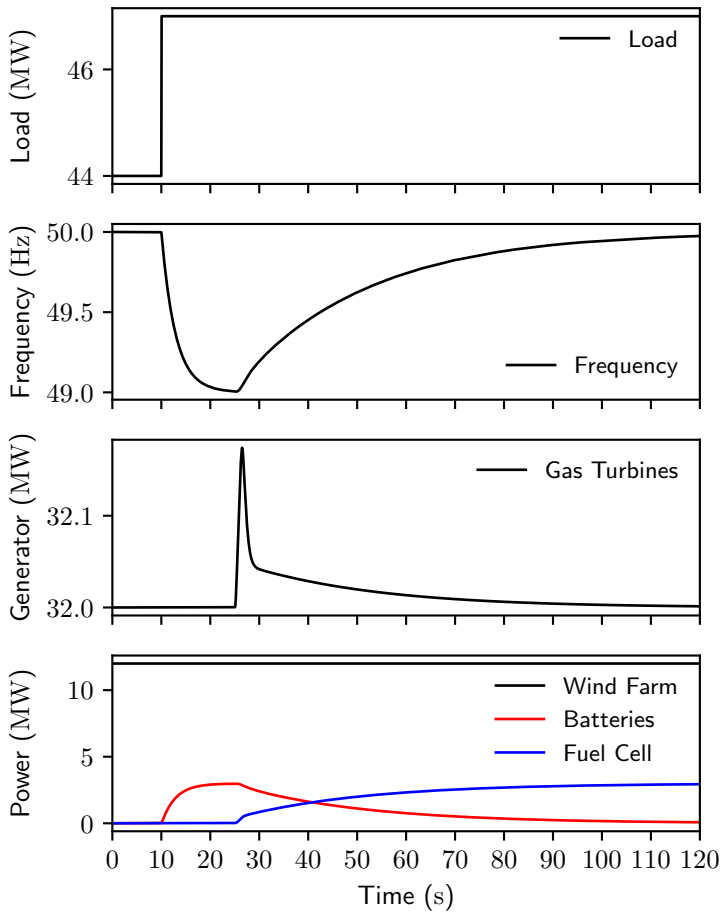 Load (MW)
46
44
Load
Frequency (Hz)
50.0
49.5
49.0
Frequency
Generator (MW)
32.1
32.0
Gas Turbines
Power (MW)
10
5
0
Wind Farm
Batteries
Fuel Cell
0 10 20 30 40 50 60 70 80 90 100 110 120
Time (s)